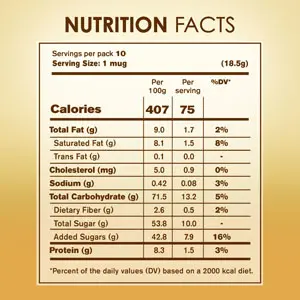 NUTRITION FACTS
Servings per pack 10
Serving Size: 1 mug (18.5g)
Per 100g Per serving %DV*
Calories 407 75
Total Fat (g) 9.0 1.7 2%
Saturated Fat (g) 8.1 1.5 8%
Trans Fat (g) 0.1 0.0 -
Cholesterol (mg) 5.0 0.9 0%
Sodium (g) 0.42 0.08 3%
Total Carbohydrate (g) 71.5 13.2 5%
Dietary Fiber (g) 2.6 0.5 2%
Total Sugar (g) 53.8 10.0 -
Added Sugars (g) 42.8 7.9 16%
Protein (g) 8.3 1.5 3%
*Percent of the daily values (DV) based on a 2000 kcal diet.